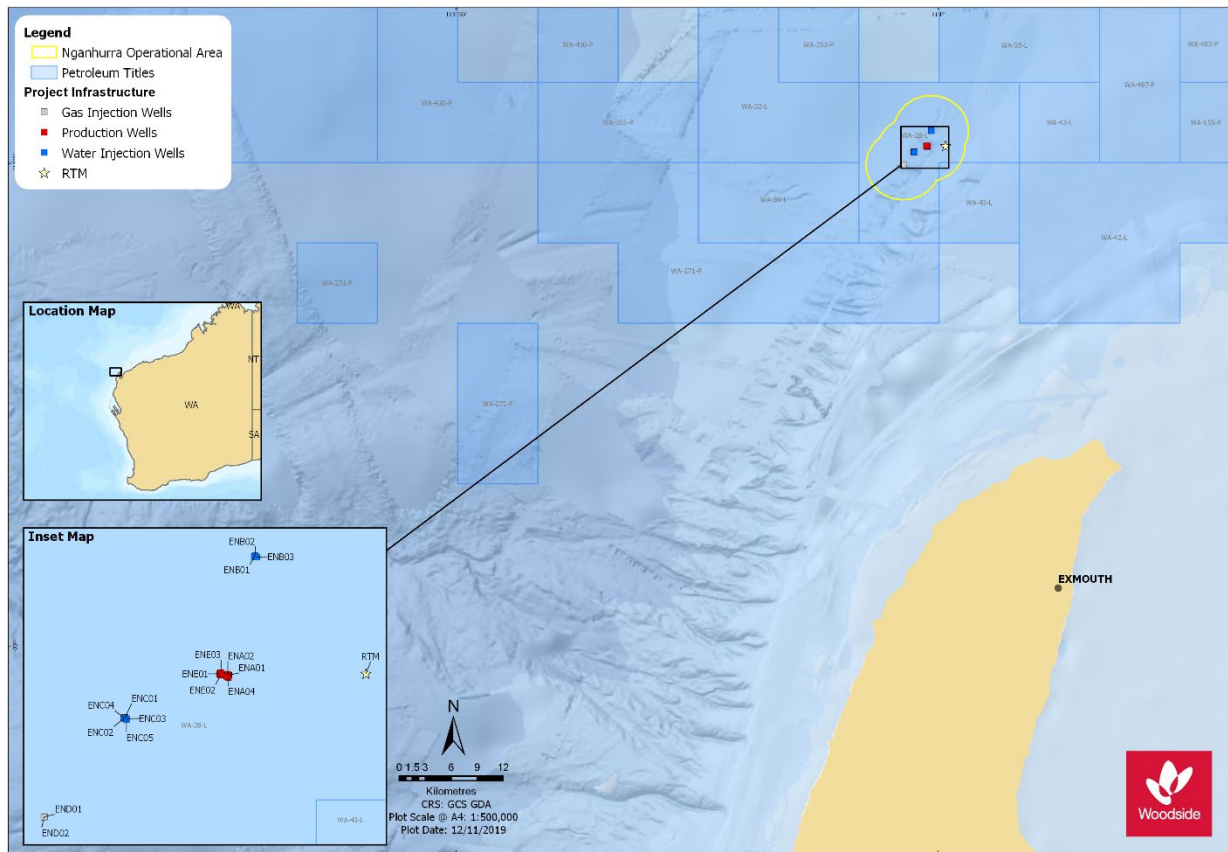 Legend
Nganhurra Operational Area
Petroleum Titles
Project Infrastructure
Gas Injection Wells
Production Wells
Water Injection Wells
RTM
113°30'
114°
WA-430-P
WA-255-P
WA-35-L
WA-483-P
WA-430-P
WA-255-P
WA-32-L
WA-28-L
WA-43-L
WA-497-P
WA-155-P
WA-59-L
WA-43-L
WA-42-L
WA-271-P
WA-271-P
WA-271-P
Location Map
WA
NT
WA
SA
Inset Map
ENB02
ENB03
ENB01
ENE03
ENA02
ENE01
ENA01
ENE02
ENA04
RTM
ENC04
ENC01
ENC03
ENC02
ENC05
WA-28-L
END01
END02
WA-43-L
N
0 1.5 3 6 9 12
Kilometres
CRS: GCS GDA
Plot Scale @ A4: 1:500,000
Plot Date: 12/11/2019
EXMOUTH
Woodside